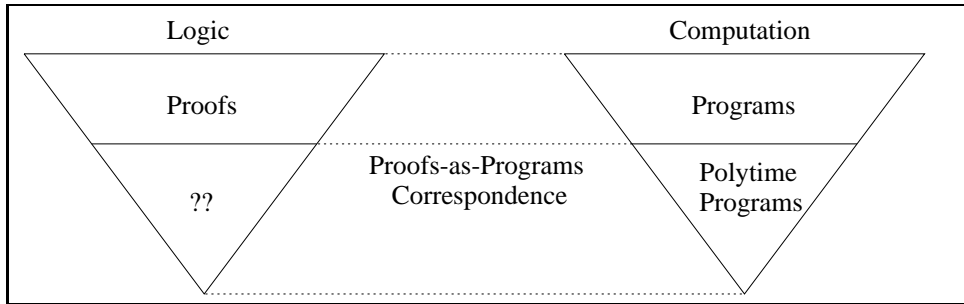 Logic
Computation
Proofs
Programs
Proofs-as-Programs
Correspondence
??
Polytime
Programs